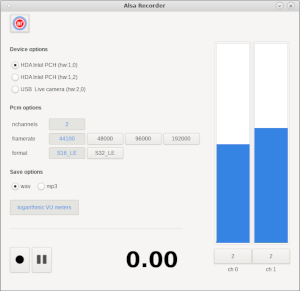 Alsa Recorder
Device options
HDA Intel PCH (hw:1,0)
HDA Intel PCH (hw:1,2)
USB Live camera (hw:2,0)
Pcm options
nchannels 2
framerate 44100 48000 96000 192000
format S16_LE S32_LE
Save options
wav mp3
logarithmic VU meters
0.00
2 2
ch 0 ch 1